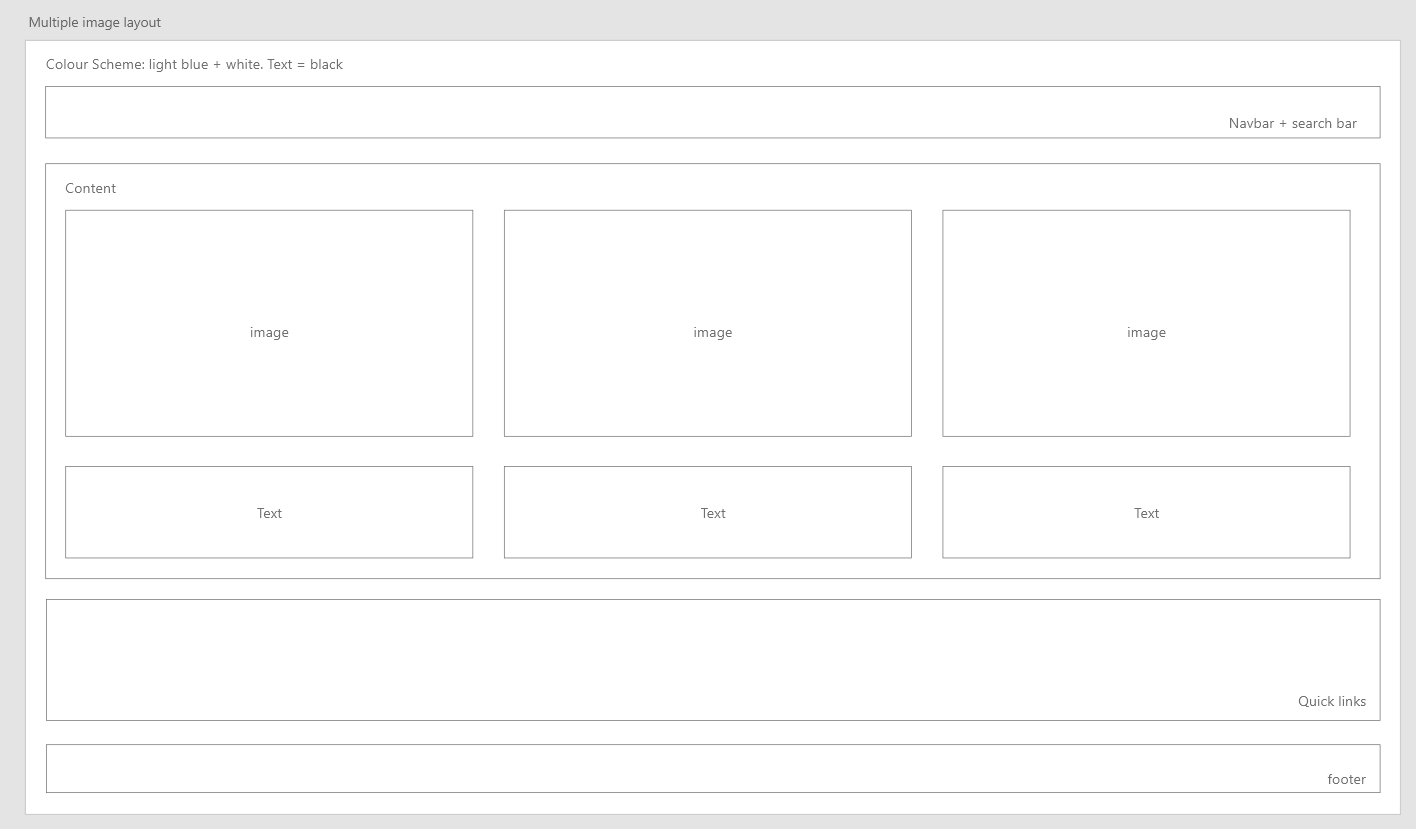 Multiple image layout
Colour Scheme: light blue + white. Text = black
Navbar + search bar
Content
image
image
image
Text
Text
Text
Quick links
footer